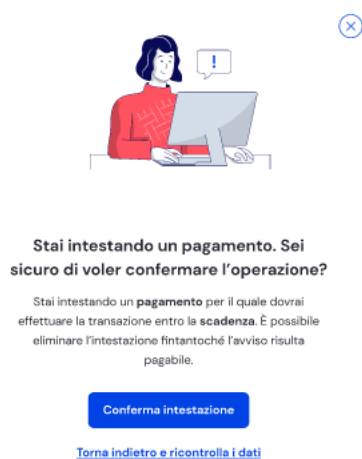 !
Stai intestando un pagamento. Sei
sicuro di voler confermare l'operazione?
Stai intestando un pagamento per il quale dovrai
effettuare la transazione entro la scadenza. È possibile
eliminare l'intestazione fintantoché l'avviso risulta
pagabile.
Conferma intestazione
Torna indietro e ricontrolla i dati